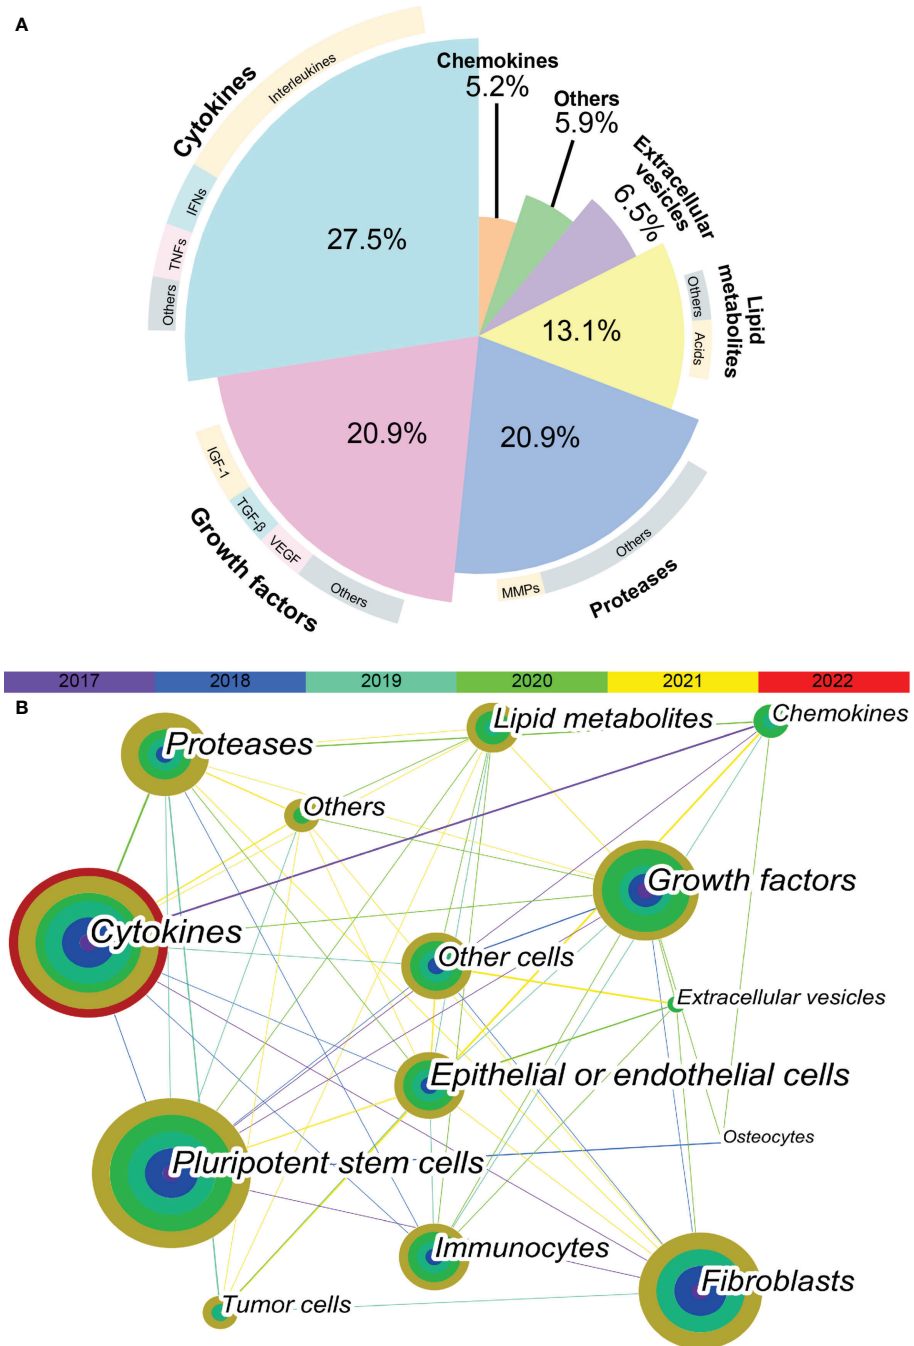 A
Cytokines
Interleukines
IFNs
TNFs
Others
27.5%
Chemokines
5.2%
Others
5.9%
Extracellular
vesicles
6.5%
Lipid
metabolites
Others
Acids
13.1%
20.9%
20.9%
IGF-1
TGF-β
VEGF
Others
Growth factors
MMPs
Others
Proteases
2017 2018 2019 2020 2021 2022
B
Proteases
Lipid metabolites
Chemokines
Others
Growth factors
Cytokines
Other cells
Extracellular vesicles
Epithelial or endothelial cells
Osteocytes
Pluripotent stem cells
Immunocytes
Fibroblasts
Tumor cells